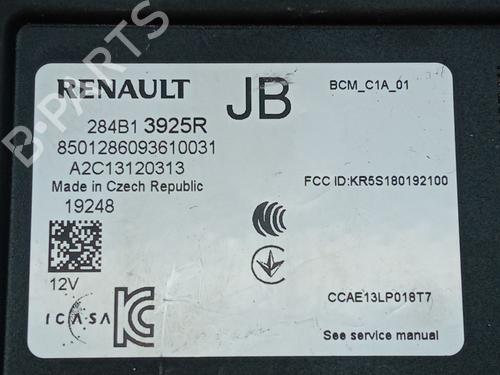 RENAULT
JB
BCM_C1A_01
284B1 3925R
8501286093610031
A2C13120313
Made in Czech Republic
FCC ID:KR5S180192100
19248
12V
CCAE13LP018T7
ICASA
See service manual
B-PARTS